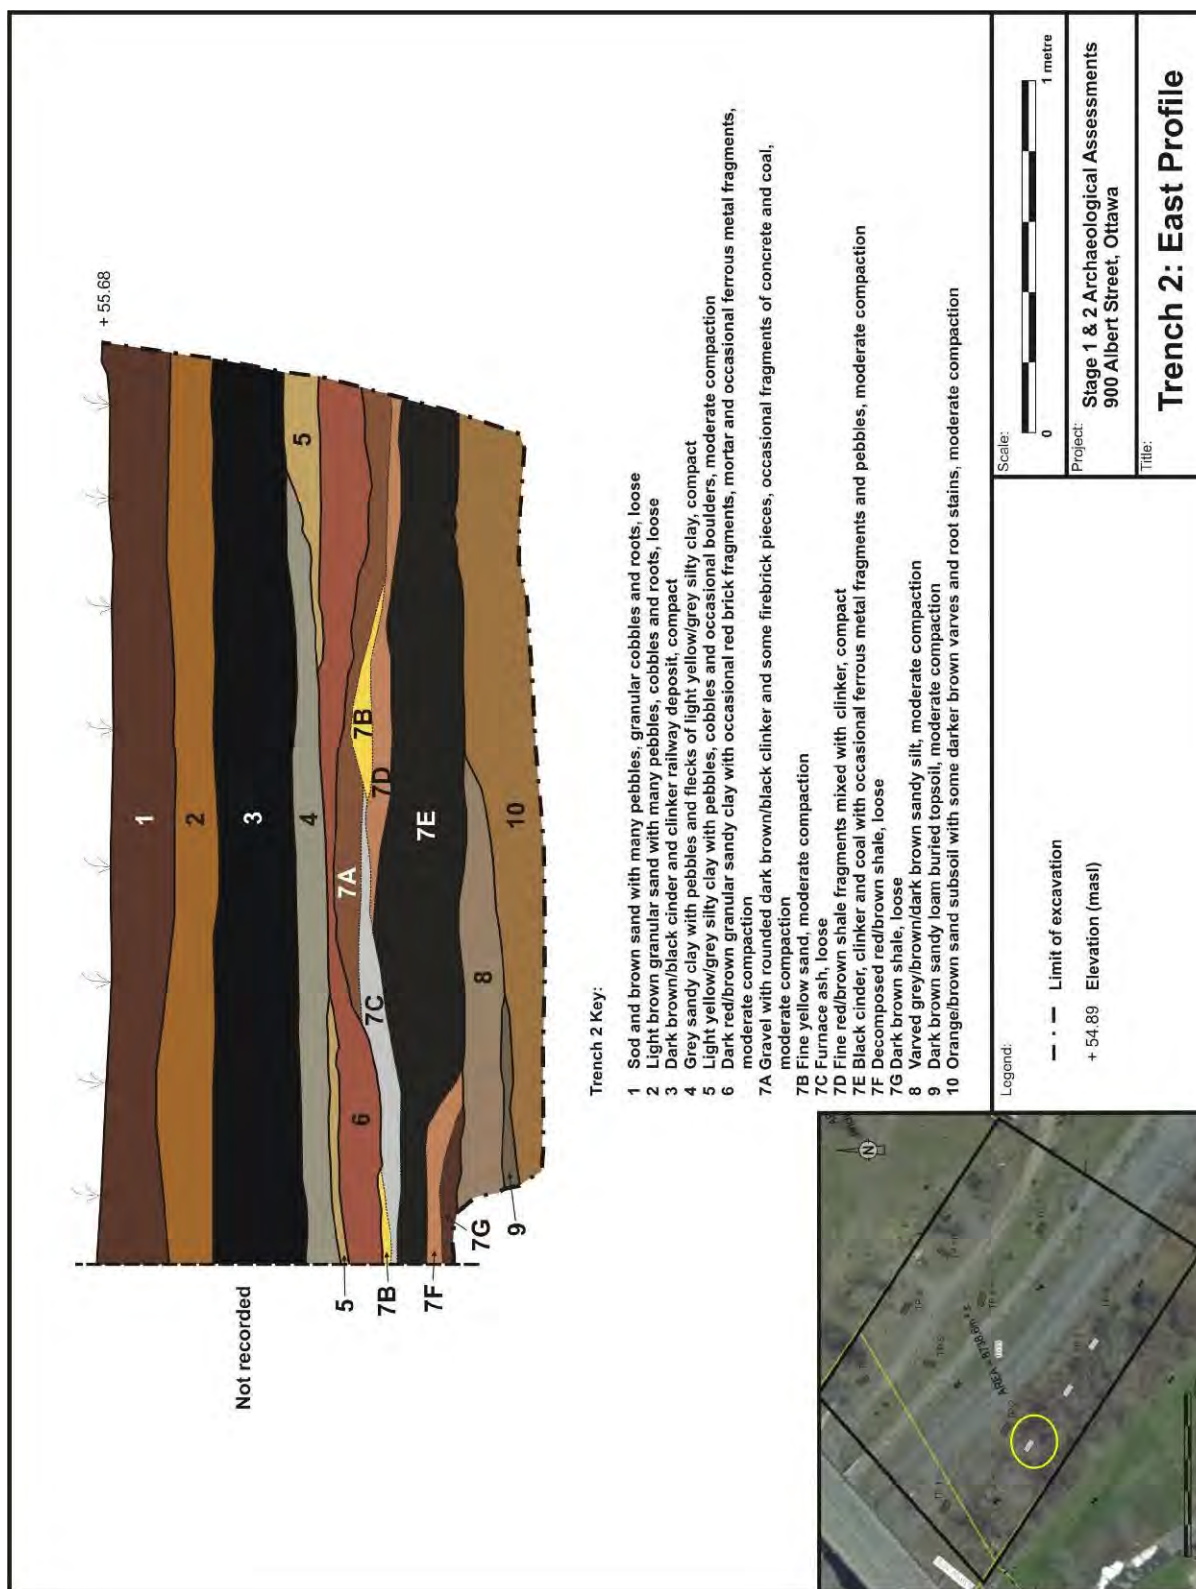 + 55.68
Not recorded
1
2
3
4
5
5
6
7A
7B
7B
7C
7D
7E
7F
7G
8
9
10
Trench 2 Key:
1 Sod and brown sand with many pebbles, granular cobbles and roots, loose
2 Light brown granular sand with many pebbles, cobbles and roots, loose
3 Dark brown/black cinder and clinker railway deposit, compact
4 Grey sandy clay with pebbles and flecks of light yellow/grey silty clay, compact
5 Light yellow/grey silty clay with pebbles, cobbles and occasional boulders, moderate compaction
6 Dark red/brown granular sandy clay with occasional red brick fragments, mortar and occasional ferrous metal fragments,
moderate compaction
7A Gravel with rounded dark brown/black clinker and some firebrick pieces, occasional fragments of concrete and coal,
moderate compaction
7B Fine yellow sand, moderate compaction
7C Furnace ash, loose
7D Fine red/brown shale fragments mixed with clinker, compact
7E Black cinder, clinker and coal with occasional ferrous metal fragments and pebbles, moderate compaction
7F Decomposed red/brown shale, loose
7G Dark brown shale, loose
8 Varved grey/brown/dark brown sandy silt, moderate compaction
9 Dark brown sandy loam buried topsoil, moderate compaction
10 Orange/brown sand subsoil with some darker brown varves and root stains, moderate compaction
N
Legend:
Limit of excavation
+ 54.89 Elevation (masl)
Scale:
0
1 metre
Project:
Stage 1 & 2 Archaeological Assessments
900 Albert Street, Ottawa
Title:
Trench 2: East Profile